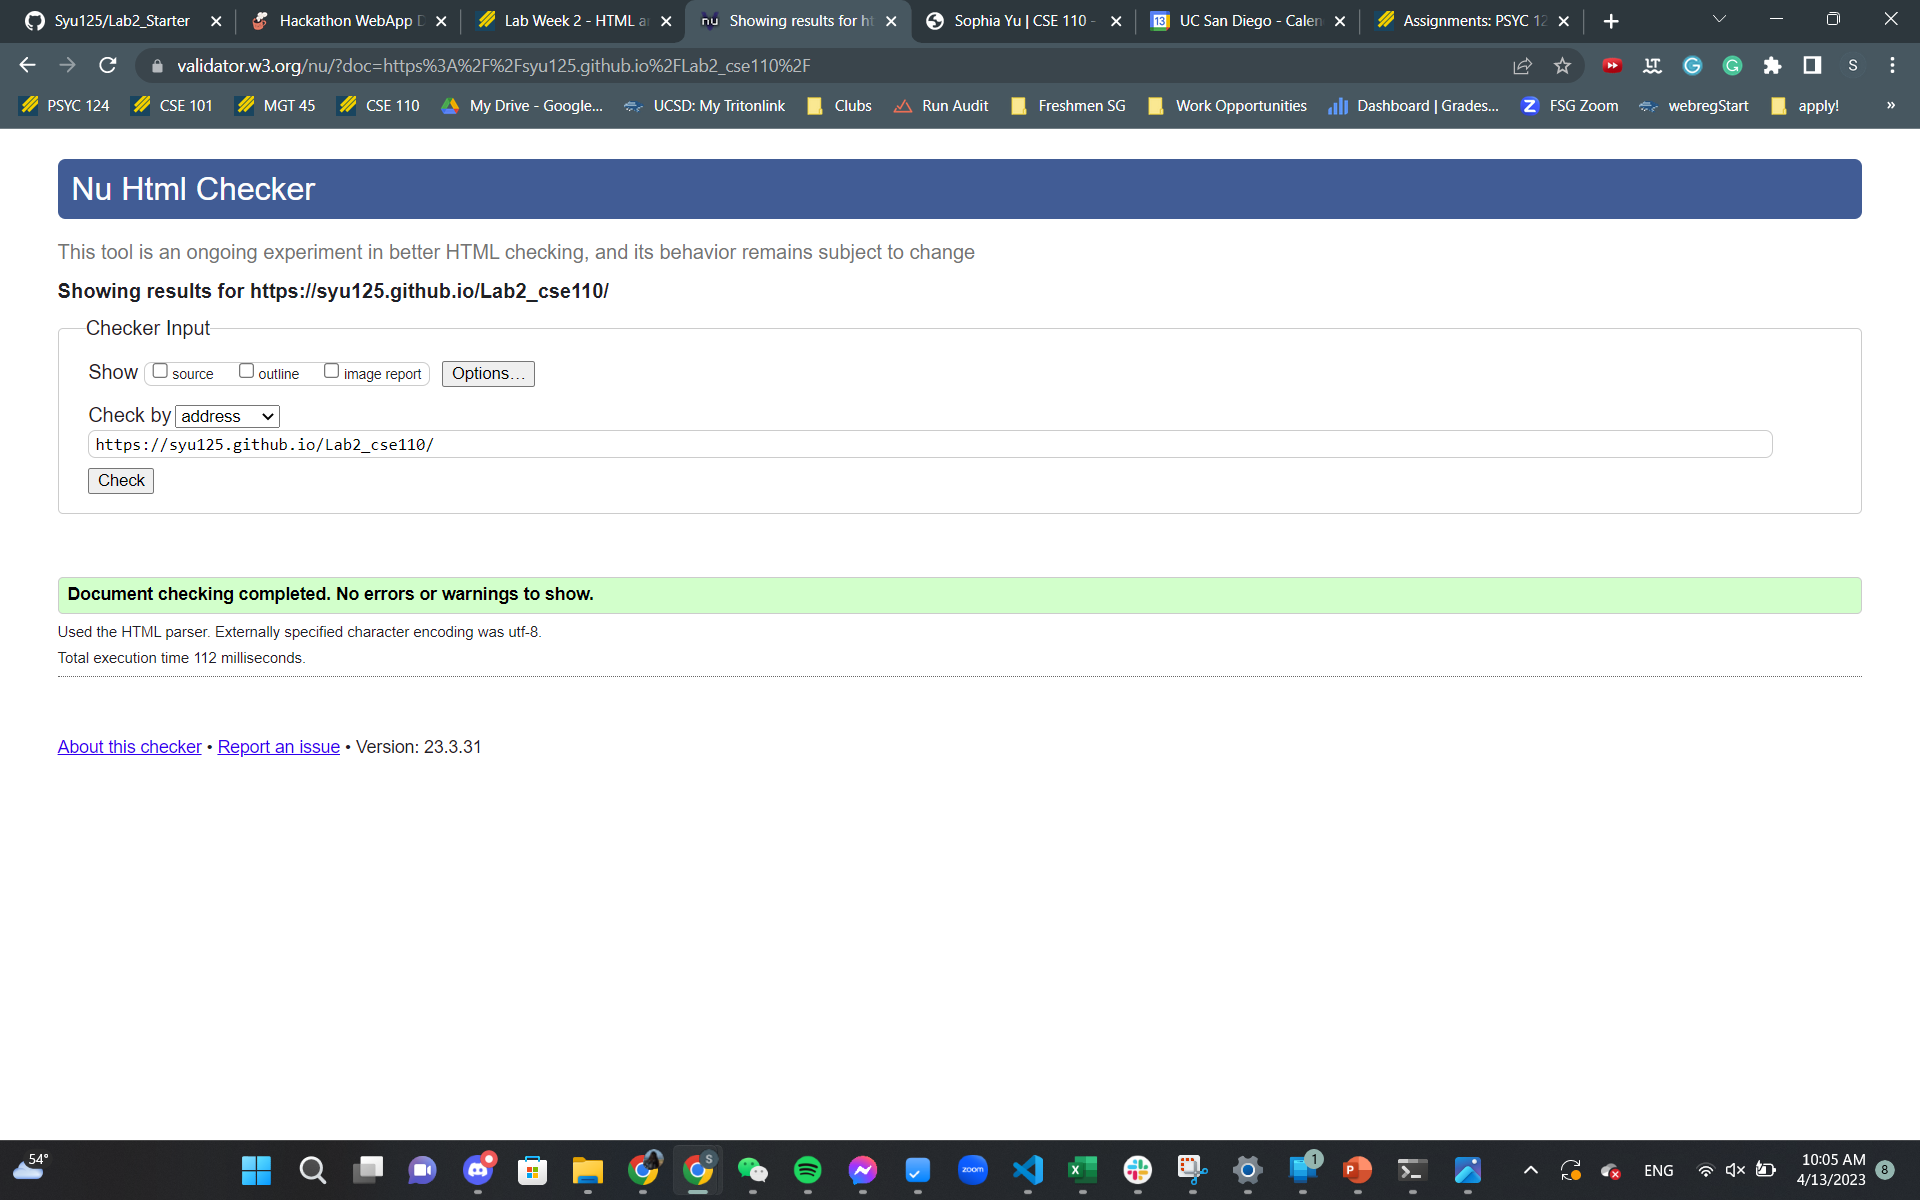 Syu125/Lab2_Starter
Hackathon WebApp D
Lab Week 2 - HTML an
nu Showing results for ht
Sophia Yu | CSE 110 -
13 UC San Diego - Calen
Assignments: PSYC 12
validator.w3.org/nu/?doc=https%3A%2F%2Fsyu125.github.io%2FLab2_cse110%2F
S
PSYC 124
CSE 101
MGT 45
CSE 110
My Drive - Google...
UCSD: My Tritonlink
Clubs
Run Audit
Freshmen SG
Work Opportunities
Dashboard | Grades...
Z FSG Zoom
webregStart
apply!
»
Nu Html Checker
This tool is an ongoing experiment in better HTML checking, and its behavior remains subject to change
Showing results for https://syu125.github.io/Lab2_cse110/
Checker Input
Show source outline image report Options...
Check by address
https://syu125.github.io/Lab2_cse110/
Check
Document checking completed. No errors or warnings to show.
Used the HTML parser. Externally specified character encoding was utf-8.
Total execution time 112 milliseconds.
About this checker • Report an issue • Version: 23.3.31
54°
S
zoom
1
ENG
10:05 AM
4/13/2023
8